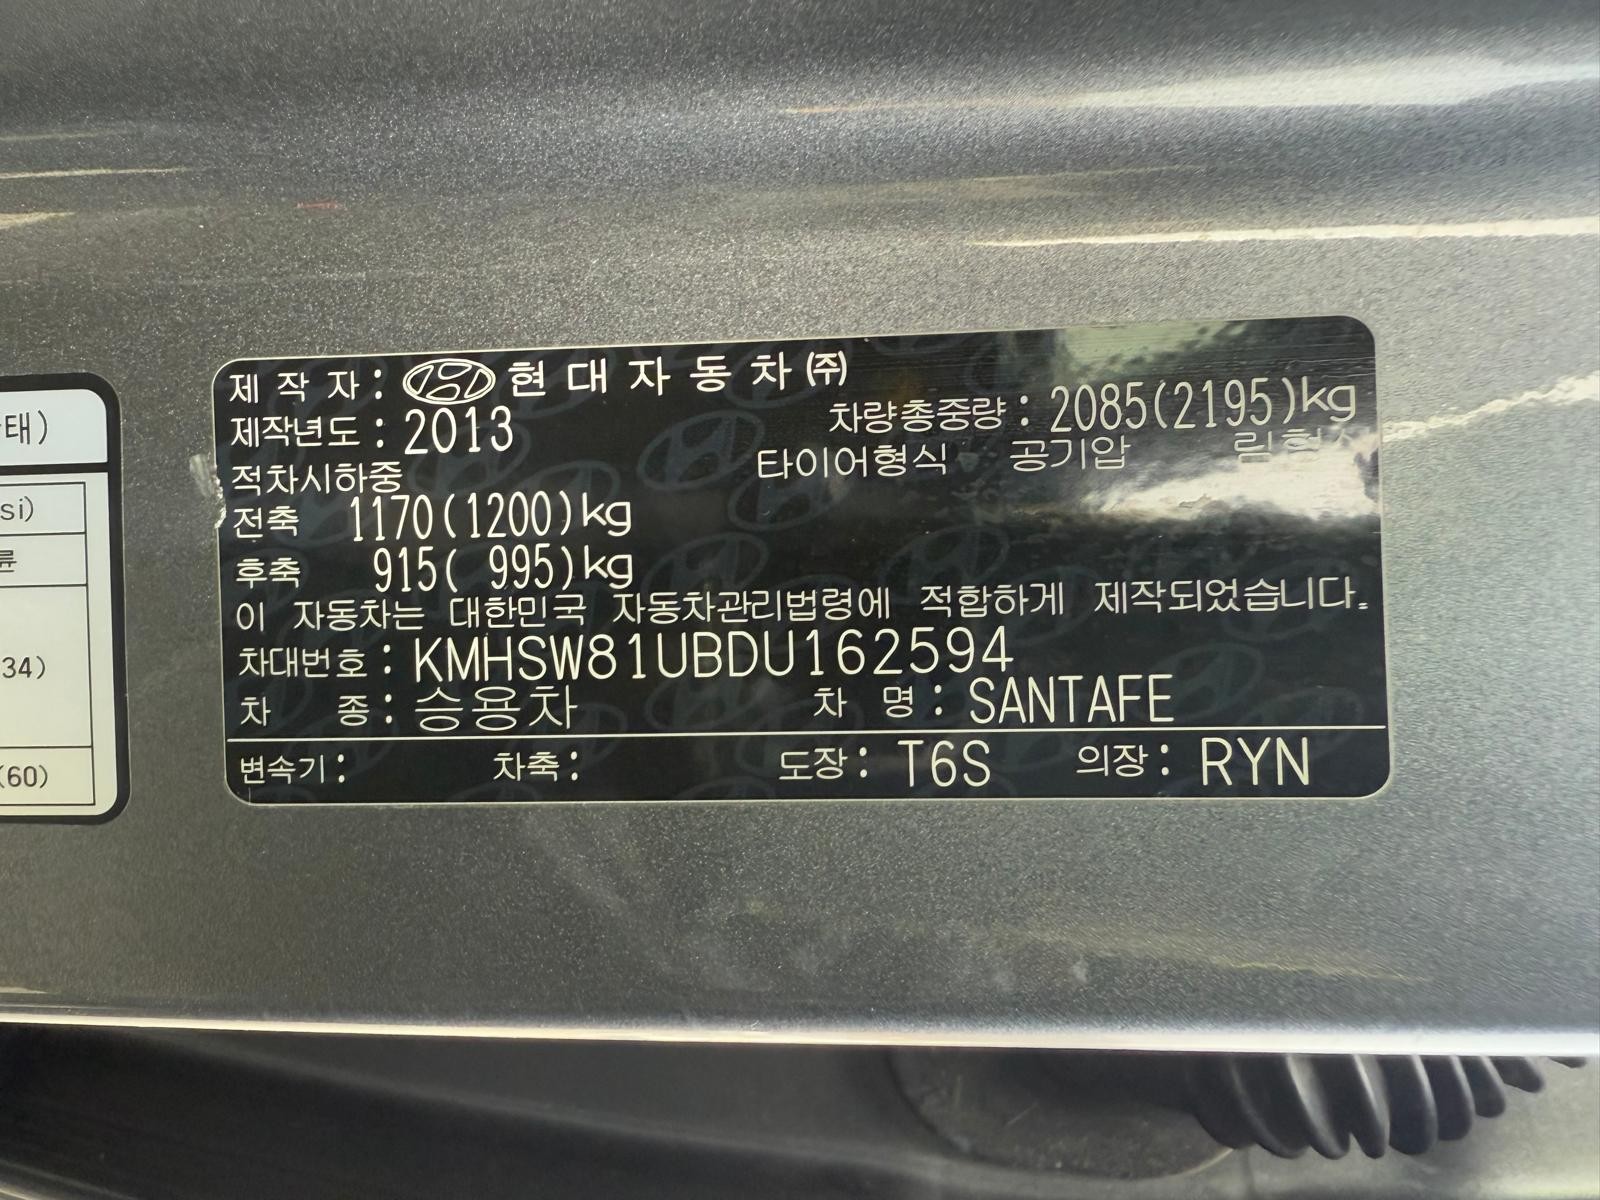 태)
si)
34)
(60)
제 작 자 : 현 대 자 동 차 ㈜
제작년도 : 2013
차량총중량 : 2085(2195)kg
적차시하중
타이어형식 공기압
전축 1170(1200)kg
후축 915( 995)kg
이 자동차는 대한민국 자동차관리법령에 적합하게 제작되었습니다.
차대번호 : KMHSW81UBDU162594
차 종 : 승용차 차 명 : SANTAFE
변속기 : 차축 : 도장 : T6S 의장 : RYN